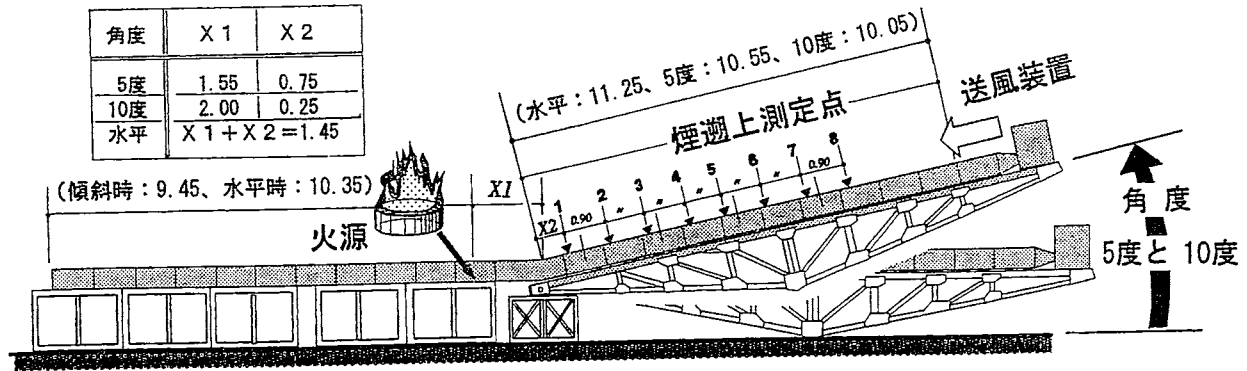 角度 X1 X2
5度 1.55 0.75
10度 2.00 0.25
水平 X1+X2=1.45
(水平:11.25、5度:10.55、10度:10.05)
送風装置
煙遡上測定点
(傾斜時:9.45、水平時:10.35)
X1
火源
X2
1 2 3 4 5 6 7 8
0.90 〃 〃 〃 〃 〃 0.90
角度
5度と10度